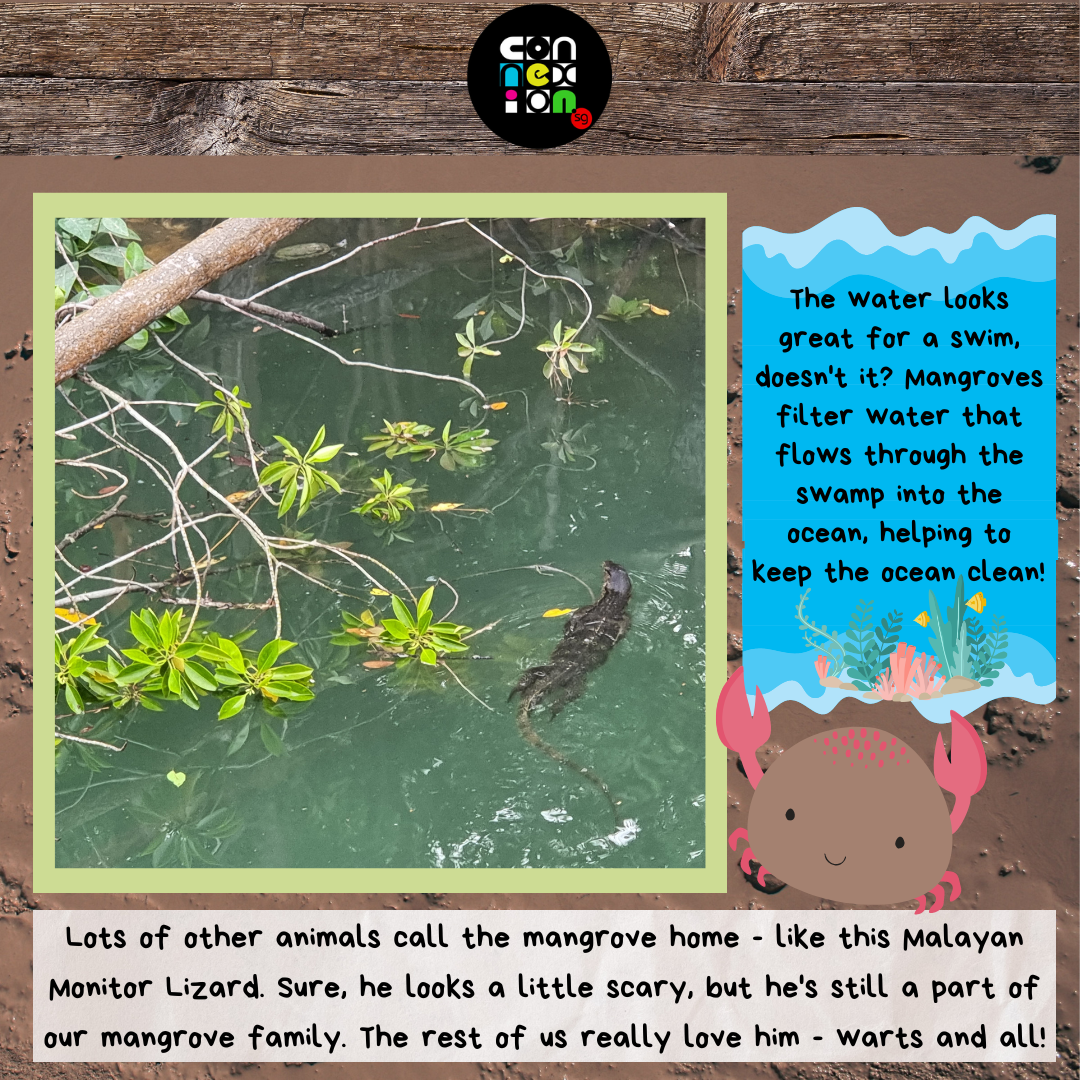 con
nex
ion
sg
The water looks
great for a swim,
doesn't it? Mangroves
filter water that
flows through the
swamp into the
ocean, helping to
keep the ocean clean!
Lots of other animals call the mangrove home - like this Malayan
Monitor Lizard. Sure, he looks a little scary, but he's still a part of
our mangrove family. The rest of us really love him - warts and all!